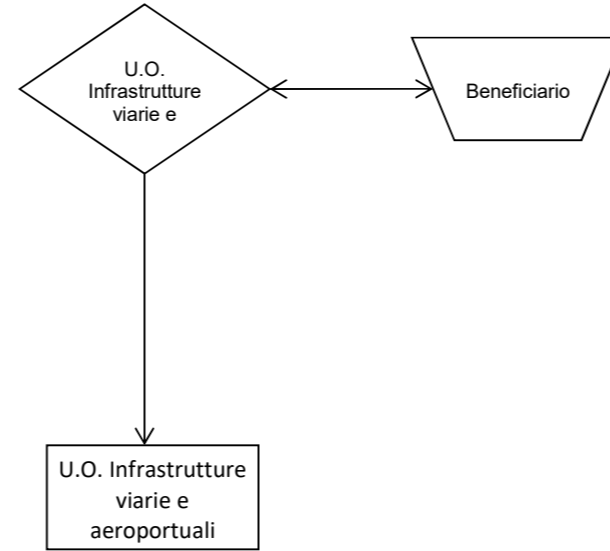 U.O.
Infrastrutture
viarie e
Beneficiario
U.O. Infrastrutture
viarie e
aeroportuali